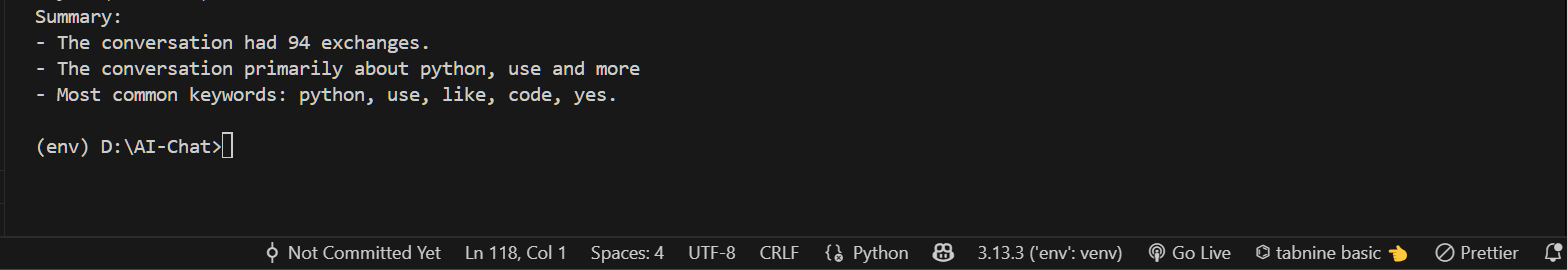 Summary:
- The conversation had 94 exchanges.
- The conversation primarily about python, use and more
- Most common keywords: python, use, like, code, yes.
(env) D:\AI-Chat>
Not Committed Yet Ln 118, Col 1 Spaces: 4 UTF-8 CRLF {} Python 3.13.3 ('env': venv) Go Live tabnine basic Prettier